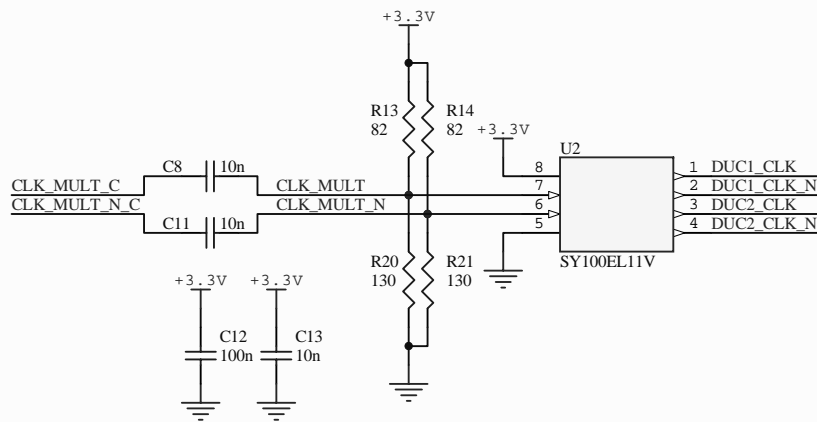 +3.3V
R13
82
R14
82
+3.3V
U2
C8
10n
8
1
DUC1_CLK
CLK_MULT_C
CLK_MULT
7
2
DUC1_CLK_N
CLK_MULT_N_C
C11
10n
CLK_MULT_N
6
3
DUC2_CLK
5
4
DUC2_CLK_N
R20
130
R21
130
SY100EL11V
+3.3V
+3.3V
C12
100n
C13
10n